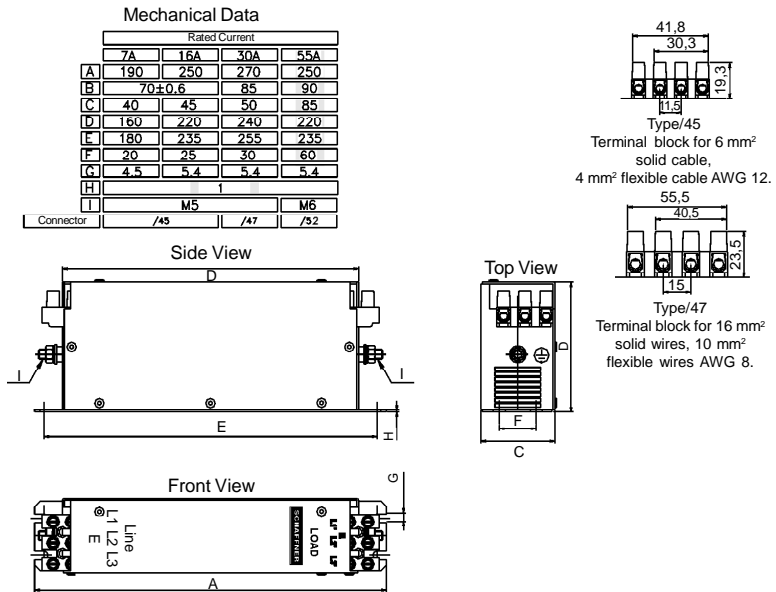 Mechanical Data
Rated Current
7A 16A 30A 55A
A 190 250 270 250
B 70±0.6 85 90
C 40 45 50 85
D 160 220 240 220
E 180 235 255 235
F 20 25 30 60
G 4.5 5.4 5.4 5.4
H 1
I M5 M6
Connector /45 /47 /52
41,8
30,3
19,3
11,5
Type/45
Terminal block for 6 mm²
solid cable,
4 mm² flexible cable AWG 12.
55,5
40,5
23,5
15
Type/47
Terminal block for 16 mm²
solid wires, 10 mm²
flexible wires AWG 8.
Side View
D
I
I
E
H
Top View
D
F
C
Front View
G
Line
L1 L2 L3
E
SCHAFFNER
LOAD
L1' L2' L3'
E
A